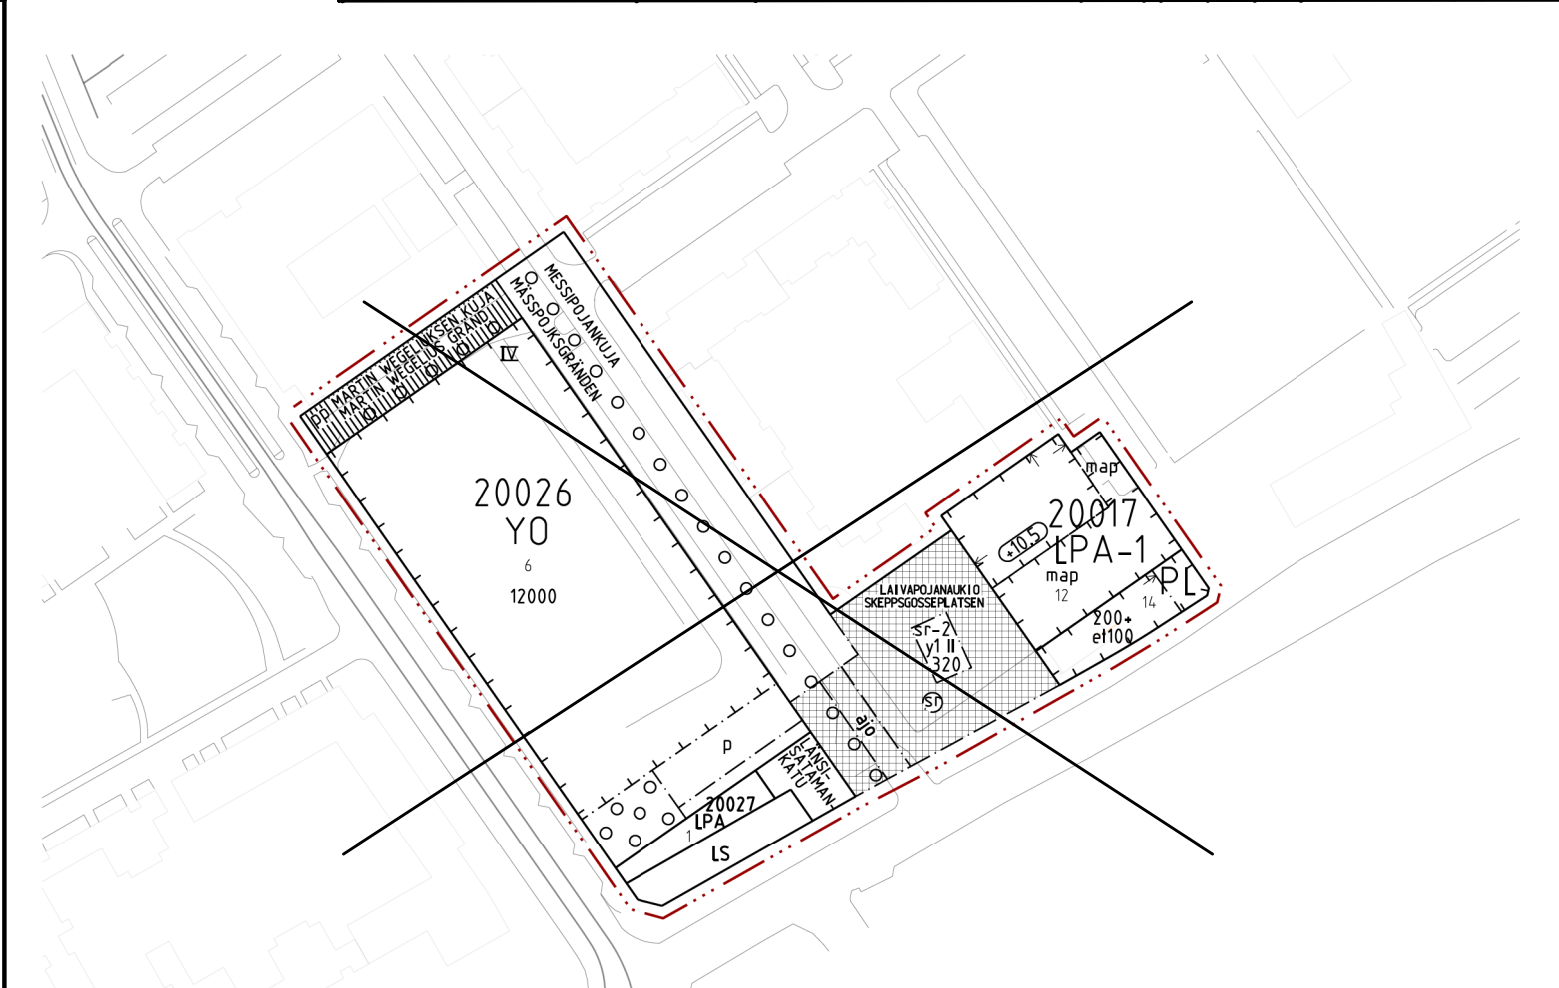 MESSIPOJANKUJA
MÄSSPOJKSGRÄNDEN
pp MARTIN WEGELIUKSEN KUJA
MARTIN WEGELIUS GRÄND
IV
20026
YO
6
12000
map
20017
LPA-1
+10.5
map
12
PL
14
200+
et100
LAIVAPOJANAUKIO
SKEPPSGOSSEPLATSEN
sr-2
y1 II
320
sr
ajo
p
LÄNSI-
SATAMAN
KATU
20027
LPA
1
LS